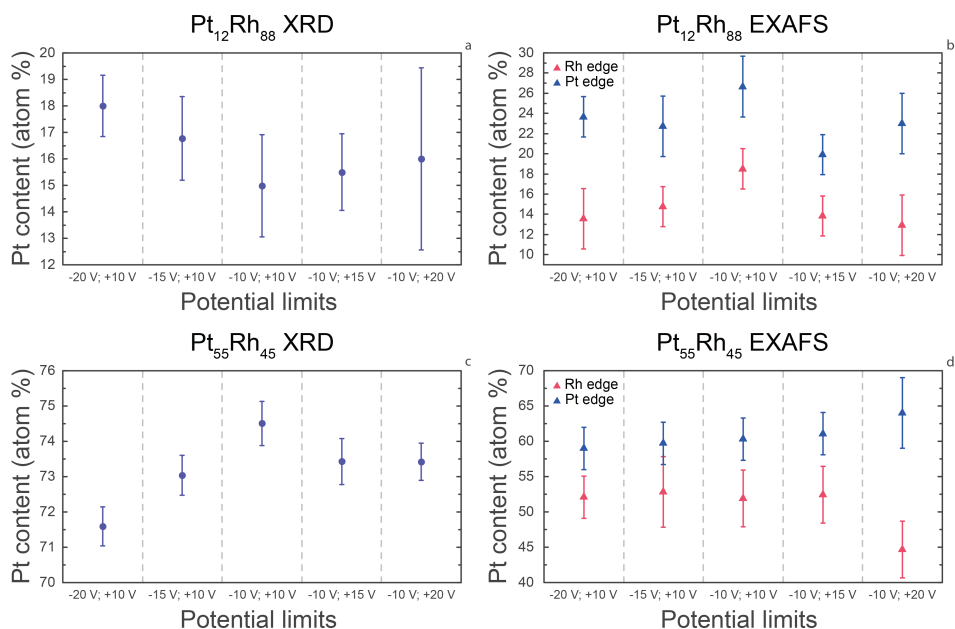 Pt12Rh88 XRD
a
Pt content (atom %)
20
19
18
17
16
15
14
13
12
-20 V; +10 V
-15 V; +10 V
-10 V; +10 V
-10 V; +15 V
-10 V; +20 V
Potential limits
Pt12Rh88 EXAFS
b
Rh edge
Pt edge
Pt content (atom %)
30
28
26
24
22
20
18
16
14
12
10
-20 V; +10 V
-15 V; +10 V
-10 V; +10 V
-10 V; +15 V
-10 V; +20 V
Potential limits
Pt55Rh45 XRD
c
Pt content (atom %)
76
75
74
73
72
71
70
-20 V; +10 V
-15 V; +10 V
-10 V; +10 V
-10 V; +15 V
-10 V; +20 V
Potential limits
Pt55Rh45 EXAFS
d
Rh edge
Pt edge
Pt content (atom %)
70
65
60
55
50
45
40
-20 V; +10 V
-15 V; +10 V
-10 V; +10 V
-10 V; +15 V
-10 V; +20 V
Potential limits